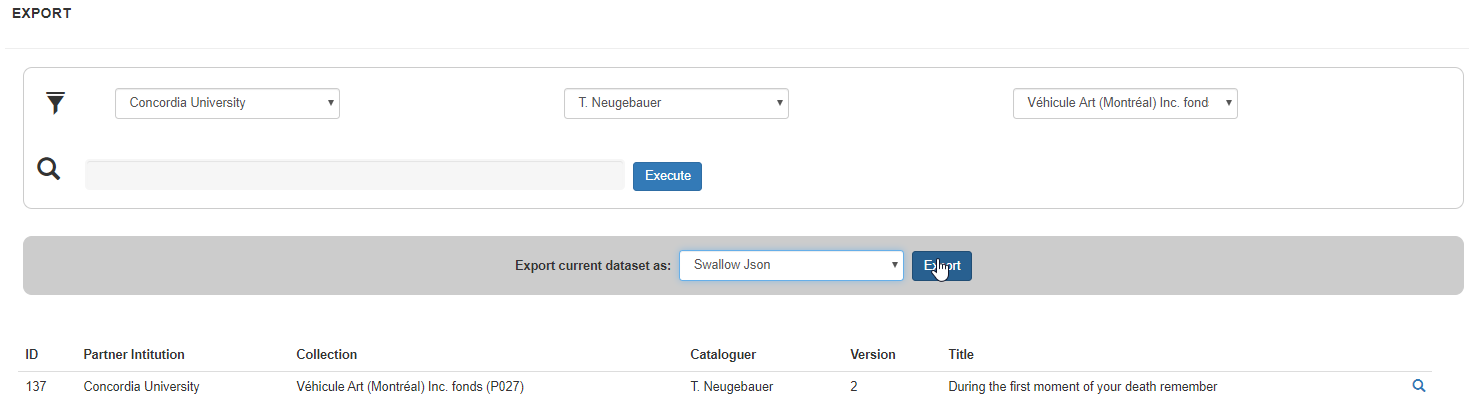 EXPORT
Concordia University T. Neugebauer Véhicule Art (Montréal) Inc. fond
Execute
Export current dataset as: Swallow Json Export
ID Partner Intitution Collection Cataloguer Version Title
137 Concordia University Véhicule Art (Montréal) Inc. fonds (P027) T. Neugebauer 2 During the first moment of your death remember